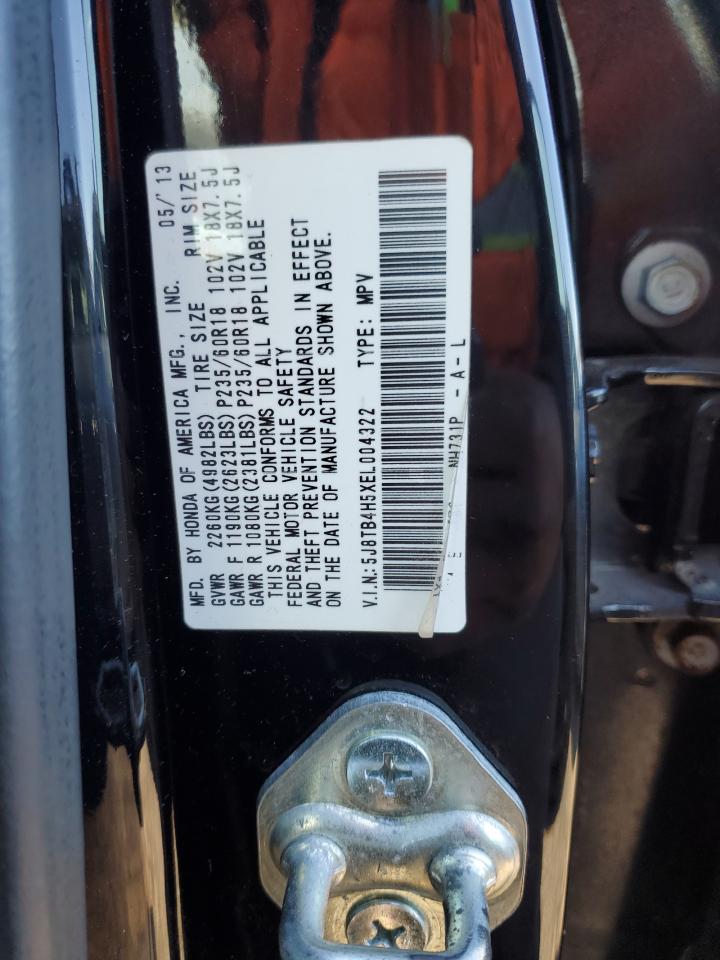 MFD. BY HONDA OF AMERICA MFG., INC. 05/'13
GVWR 2260KG(4982LBS) TIRE SIZE RIM SIZE
GAWR F 1180KG(2623LBS) P235/60R18 102V 18X7.5J
GAWR R 1080KG(2381LBS) P235/60R18 102V 18X7.5J
THIS VEHICLE CONFORMS TO ALL APPLICABLE
FEDERAL MOTOR VEHICLE SAFETY
AND THEFT PREVENTION STANDARDS IN EFFECT
ON THE DATE OF MANUFACTURE SHOWN ABOVE.
V.I.N.: 5J8TB4H5XEL004322 TYPE: MPV
NH731P - A - L